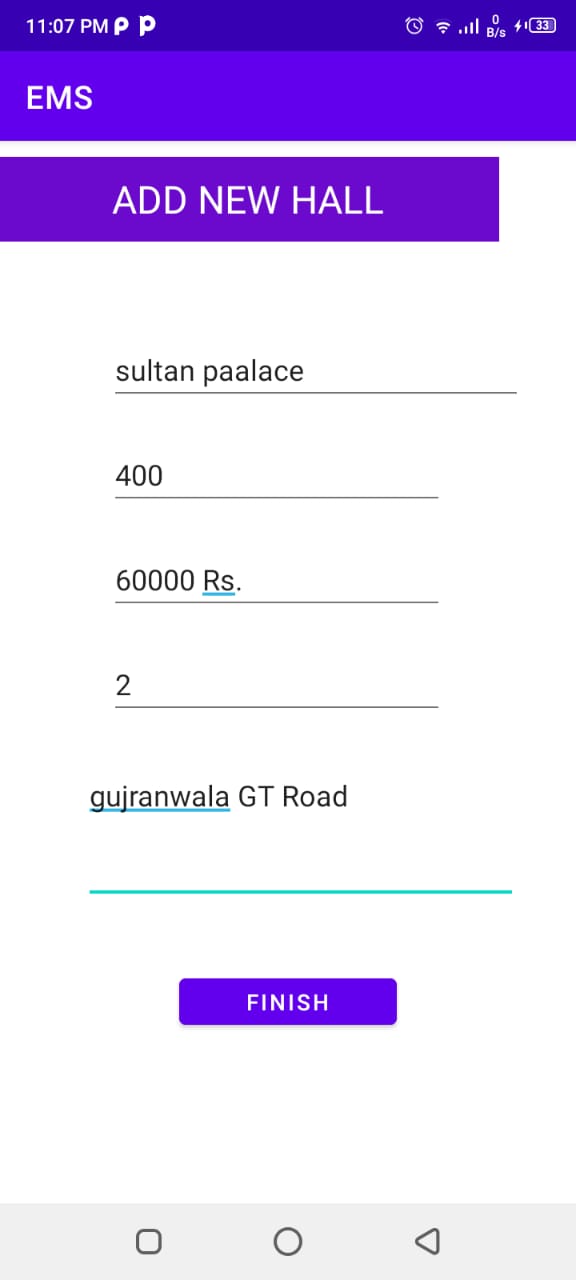 11:07 PM 0 B/s 33
EMS
ADD NEW HALL
sultan paalace
400
60000 Rs.
2
gujranwala GT Road
FINISH